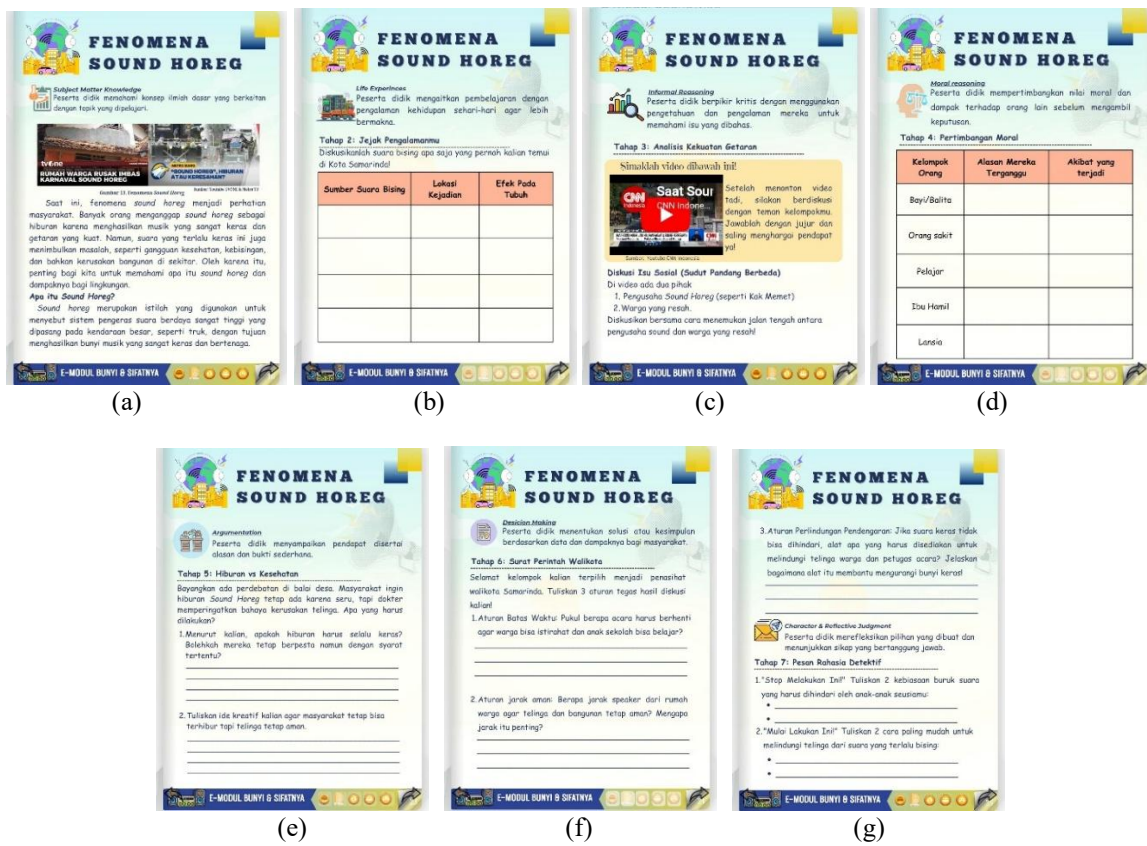 FENOMENA
SOUND HOREG
Subject Matter Knowledge
Peserta didik memahami konsep ilmiah dasar yang berkaitan
dengan topik yang dipelajari.
tvOne
RUMAH WARGA RUSAK IMBAS
KARNAVAL SOUND HOREG
"SOUND HOREG", HIBURAN
ATAU KERESAHAN?
Gambar 13. Fenomena Sound Horeg
Saat ini, fenomena sound horeg menjadi perhatian
masyarakat. Banyak orang menganggap sound horeg sebagai
hiburan karena menghasilkan musik yang sangat keras dan
getaran yang kuat. Namun, suara yang terlalu keras ini juga
menimbulkan masalah, seperti gangguan kesehatan, kebisingan,
dan bahkan kerusakan bangunan di sekitar. Oleh karena itu,
penting bagi kita untuk memahami apa itu sound horeg dan
dampaknya bagi lingkungan.
Apa itu Sound Horeg?
Sound horeg merupakan istilah yang digunakan untuk
menyebut sistem pengeras suara berdaya sangat tinggi yang
dipasang pada kendaraan besar, seperti truk, dengan tujuan
menghasilkan bunyi musik yang sangat keras dan bertenaga.
E-MODUL BUNYI & SIFATNYA
(a)
FENOMENA
SOUND HOREG
Life Experinces
Peserta didik mengaitkan pembelajaran dengan
pengalaman kehidupan sehari-hari agar lebih
bermakna.
Tahap 2: Jejak Pengalamanmu
Diskusikanlah suara bising apa saja yang pernah kalian temui
di Kota Samarinda!
Sumber Suara Bising
Lokasi
Kejadian
Efek Pada
Tubuh
E-MODUL BUNYI & SIFATNYA
(b)
FENOMENA
SOUND HOREG
Informal Reasoning
Peserta didik berpikir kritis dengan menggunakan
pengetahuan dan pengalaman mereka untuk
memahami isu yang dibahas.
Tahap 3: Analisis Kekuatan Getaran
Simaklah video dibawah ini!
CNN
Indonesia
Saat Sour
CNN Indone
Setelah menonton video
tadi, silakan berdiskusi
dengan teman kelompokmu.
Jawablah dengan jujur dan
saling menghargai pendapat
ya!
Sumber: Youtube CNN Indonesia
Diskusi Isu Sosial (Sudut Pandang Berbeda)
Di video ada dua pihak
1. Pengusaha Sound Horeg (seperti Kak Memet)
2. Warga yang resah.
Diskusikan bersama cara menemukan jalan tengah antara
pengusaha sound dan warga yang resah!
E-MODUL BUNYI & SIFATNYA
(c)
FENOMENA
SOUND HOREG
Moral reasoning
Peserta didik mempertimbangkan nilai moral dan
dampak terhadap orang lain sebelum mengambil
keputusan.
Tahap 4: Pertimbangan Moral
Kelompok
Orang
Alasan Mereka
Terganggu
Akibat yang
terjadi
Bayi/Balita
Orang sakit
Pelajar
Ibu Hamil
Lansia
E-MODUL BUNYI & SIFATNYA
(d)
FENOMENA
SOUND HOREG
Argumentation
Peserta didik menyampaikan pendapat disertai
alasan dan bukti sederhana.
Tahap 5: Hiburan vs Kesehatan
Bayangkan ada perdebatan di balai desa. Masyarakat ingin
hiburan Sound Horeg tetap ada karena seru, tapi dokter
memperingatkan bahaya kerusakan telinga. Apa yang harus
dilakukan?
1. Menurut kalian, apakah hiburan harus selalu keras?
Bolehkah mereka tetap berpesta namun dengan syarat
tertentu?
2. Tuliskan ide kreatif kalian agar masyarakat tetap bisa
terhibur tapi telinga tetap aman.
E-MODUL BUNYI & SIFATNYA
(e)
FENOMENA
SOUND HOREG
Desicion Making
Peserta didik menentukan solusi atau kesimpulan
berdasarkan data dan dampaknya bagi masyarakat.
Tahap 6: Surat Perintah Walikota
Selamat kelompok kalian terpilih menjadi penasihat
walikota Samarinda. Tuliskan 3 aturan tegas hasil diskusi
kalian!
1. Aturan Batas Waktu: Pukul berapa acara harus berhenti
agar warga bisa istirahat dan anak sekolah bisa belajar?
2. Aturan jarak aman: Berapa jarak speaker dari rumah
warga agar telinga dan bangunan tetap aman? Mengapa
jarak itu penting?
E-MODUL BUNYI & SIFATNYA
(f)
FENOMENA
SOUND HOREG
3. Aturan Perlindungan Pendengaran: Jika suara keras tidak
bisa dihindari, alat apa yang harus disediakan untuk
melindungi telinga warga dan petugas acara? Jelaskan
bagaimana alat itu membantu mengurangi bunyi keras!
Character & Reflective Judgment
Peserta didik merefleksikan pilihan yang dibuat dan
menunjukkan sikap yang bertanggung jawab.
Tahap 7: Pesan Rahasia Detektif
1. "Stop Melakukan Ini!" Tuliskan 2 kebiasaan buruk suara
yang harus dihindari oleh anak-anak seusiamu:
2. "Mulai Lakukan Ini!" Tuliskan 2 cara paling mudah untuk
melindungi telinga dari suara yang terlalu bising:
E-MODUL BUNYI & SIFATNYA
(g)